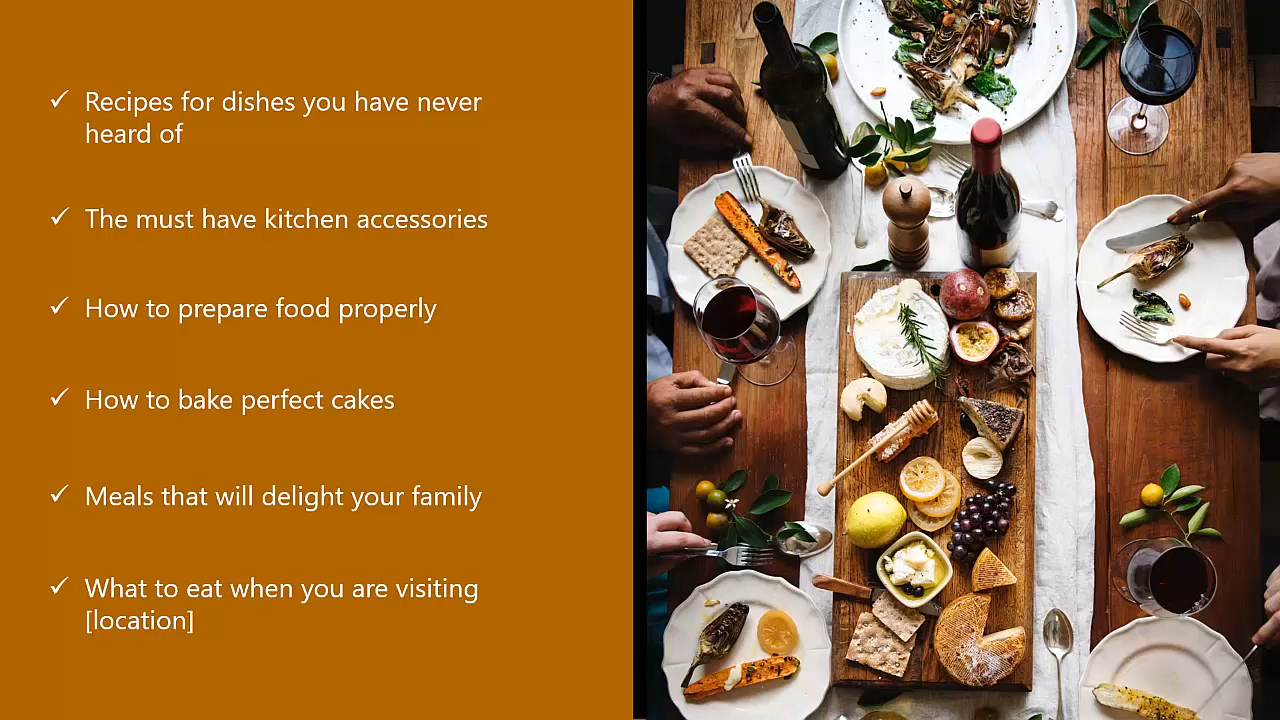 ✓ Recipes for dishes you have never
heard of
✓ The must have kitchen accessories
✓ How to prepare food properly
✓ How to bake perfect cakes
✓ Meals that will delight your family
✓ What to eat when you are visiting
[location]